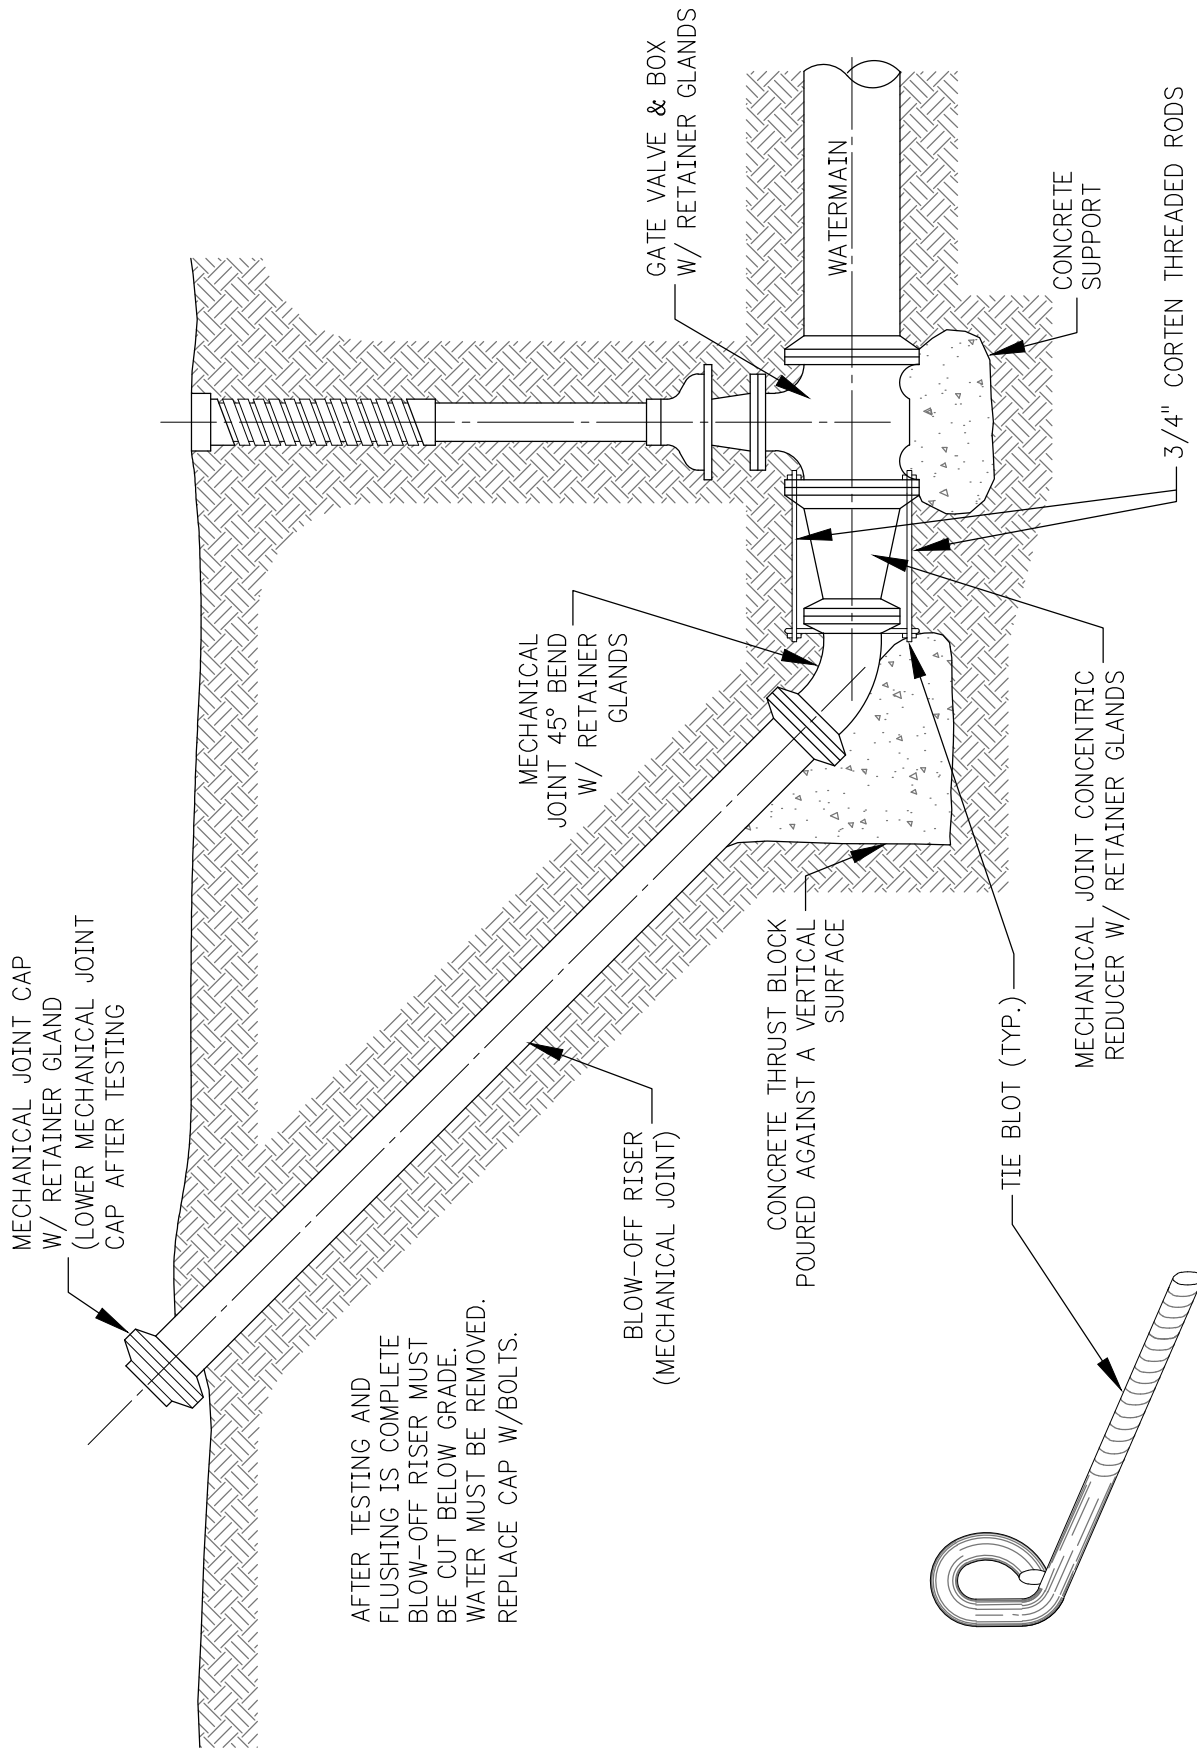 MECHANICAL JOINT CAP
W/ RETAINER GLAND
(LOWER MECHANICAL JOINT
CAP AFTER TESTING
AFTER TESTING AND
FLUSHING IS COMPLETE
BLOW-OFF RISER MUST
BE CUT BELOW GRADE.
WATER MUST BE REMOVED.
REPLACE CAP W/BOLTS.
MECHANICAL
JOINT 45° BEND
W/ RETAINER
GLANDS
GATE VALVE & BOX
W/ RETAINER GLANDS
BLOW-OFF RISER
(MECHANICAL JOINT)
CONCRETE THRUST BLOCK
POURED AGAINST A VERTICAL
SURFACE
WATERMAIN
TIE BLOT (TYP.)
MECHANICAL JOINT CONCENTRIC
REDUCER W/ RETAINER GLANDS
CONCRETE
SUPPORT
3/4" CORTEN THREADED RODS